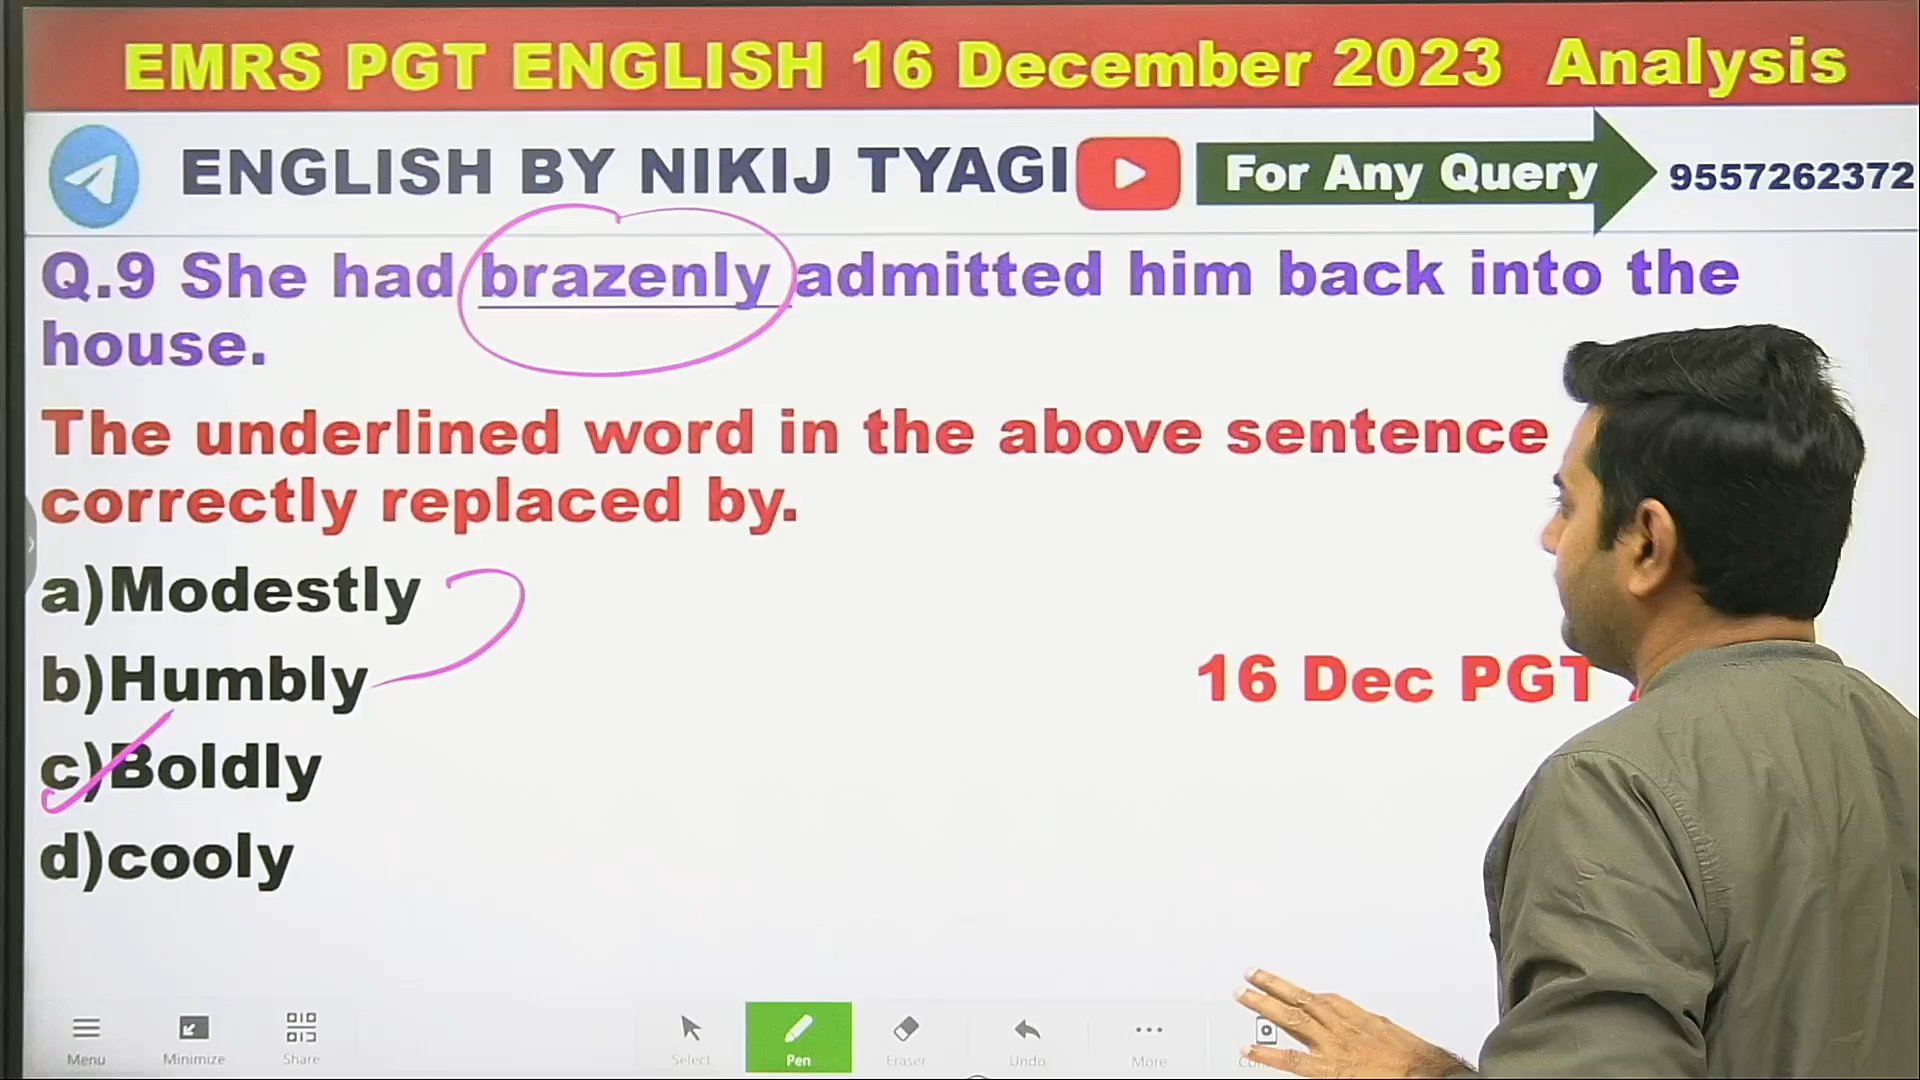 EMRS PGT ENGLISH 16 December 2023 Analysis
ENGLISH BY NIKIJ TYAGI For Any Query 9557262372
Q.9 She had brazenly admitted him back into the
house.
The underlined word in the above sentence
correctly replaced by.
a)Modestly
b)Humbly
16 Dec PGT
c)Boldly
d)cooly
Menu Minimize Share Select Pen Eraser Undo More